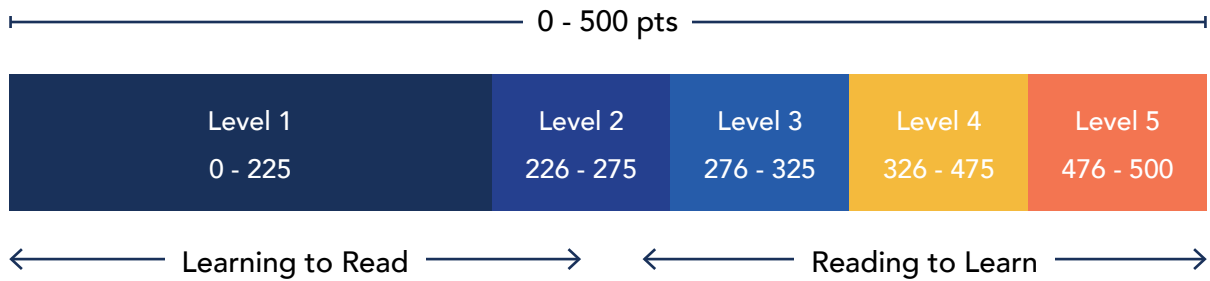 0 - 500 pts
Level 1
0 - 225
Level 2
226 - 275
Level 3
276 - 325
Level 4
326 - 475
Level 5
476 - 500
Learning to Read
Reading to Learn